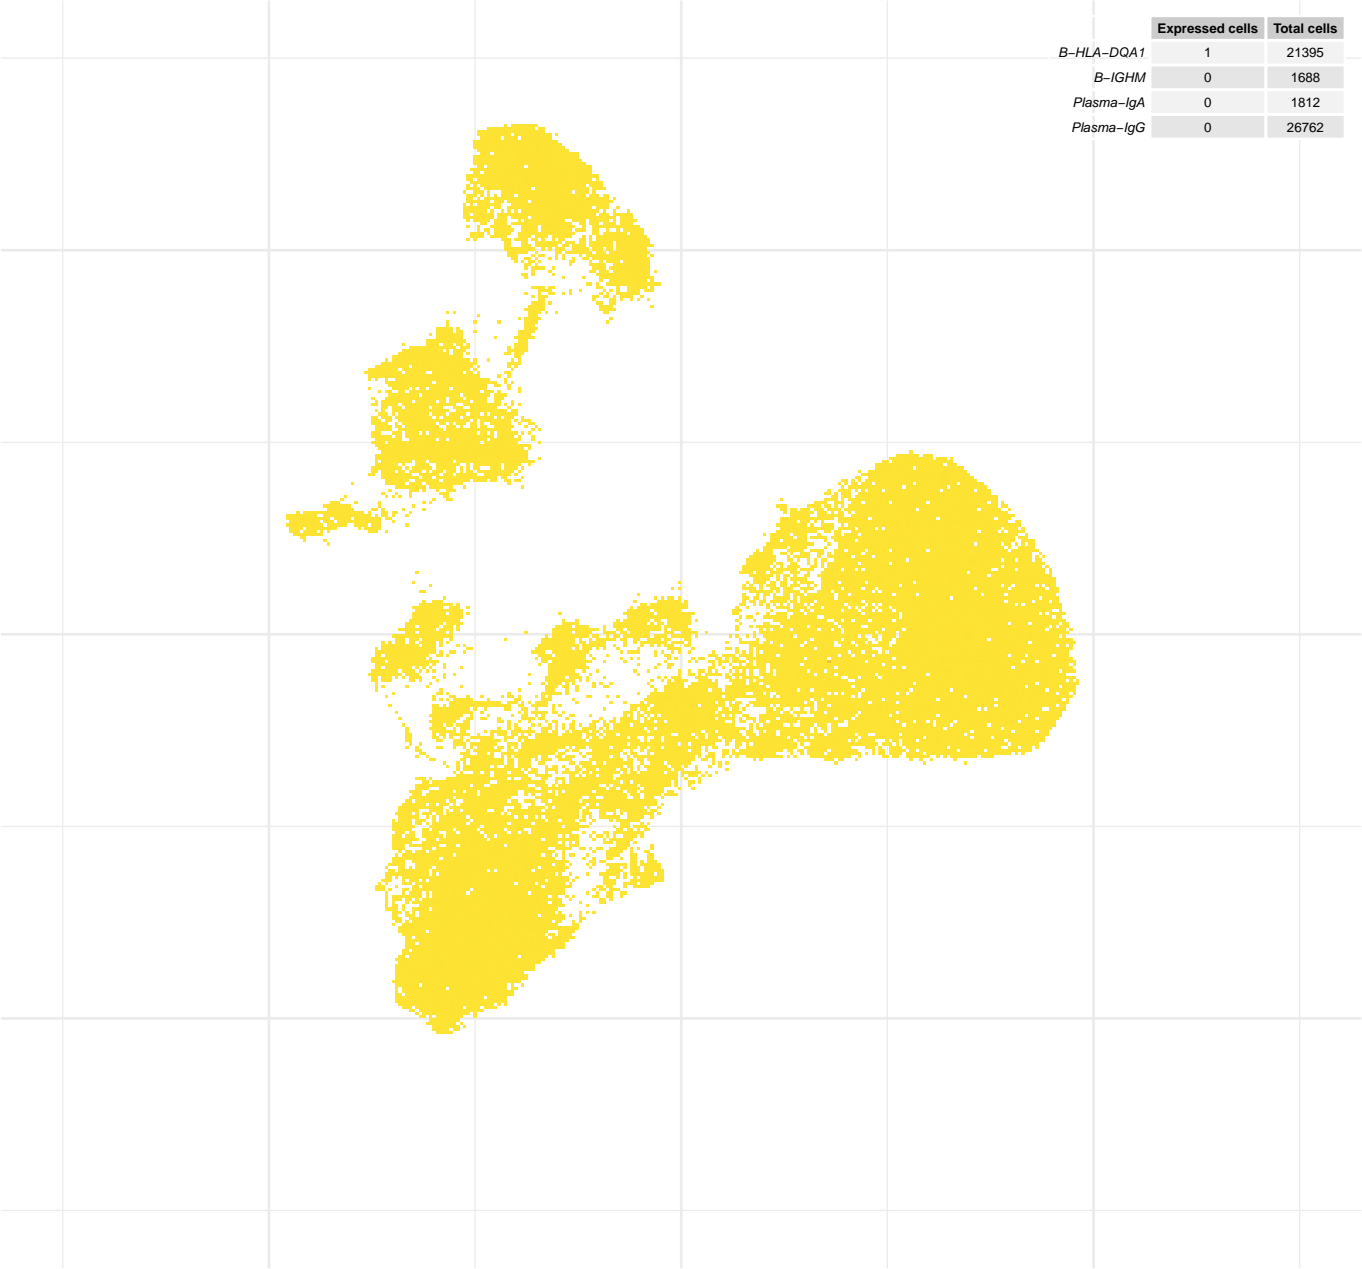 Expressed cells Total cells
B−HLA−DQA1 1 21395
B−IGHM 0 1688
Plasma−IgA 0 1812
Plasma−IgG 0 26762